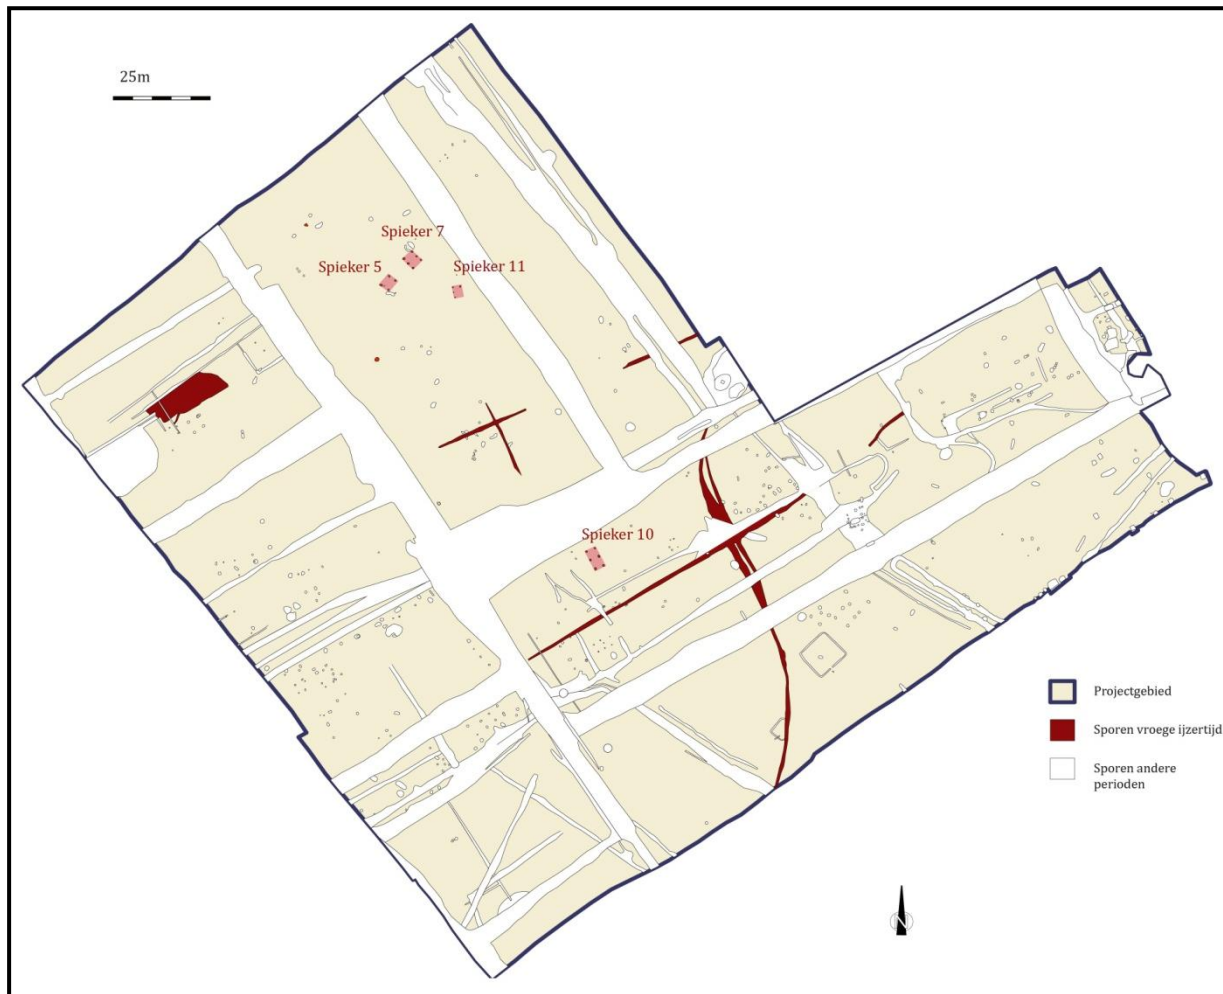 25m
Spieker 7
Spieker 5
Spieker 11
Spieker 10
Projectgebied
Sporen vroege ijzertijd
Sporen andere
perioden
N